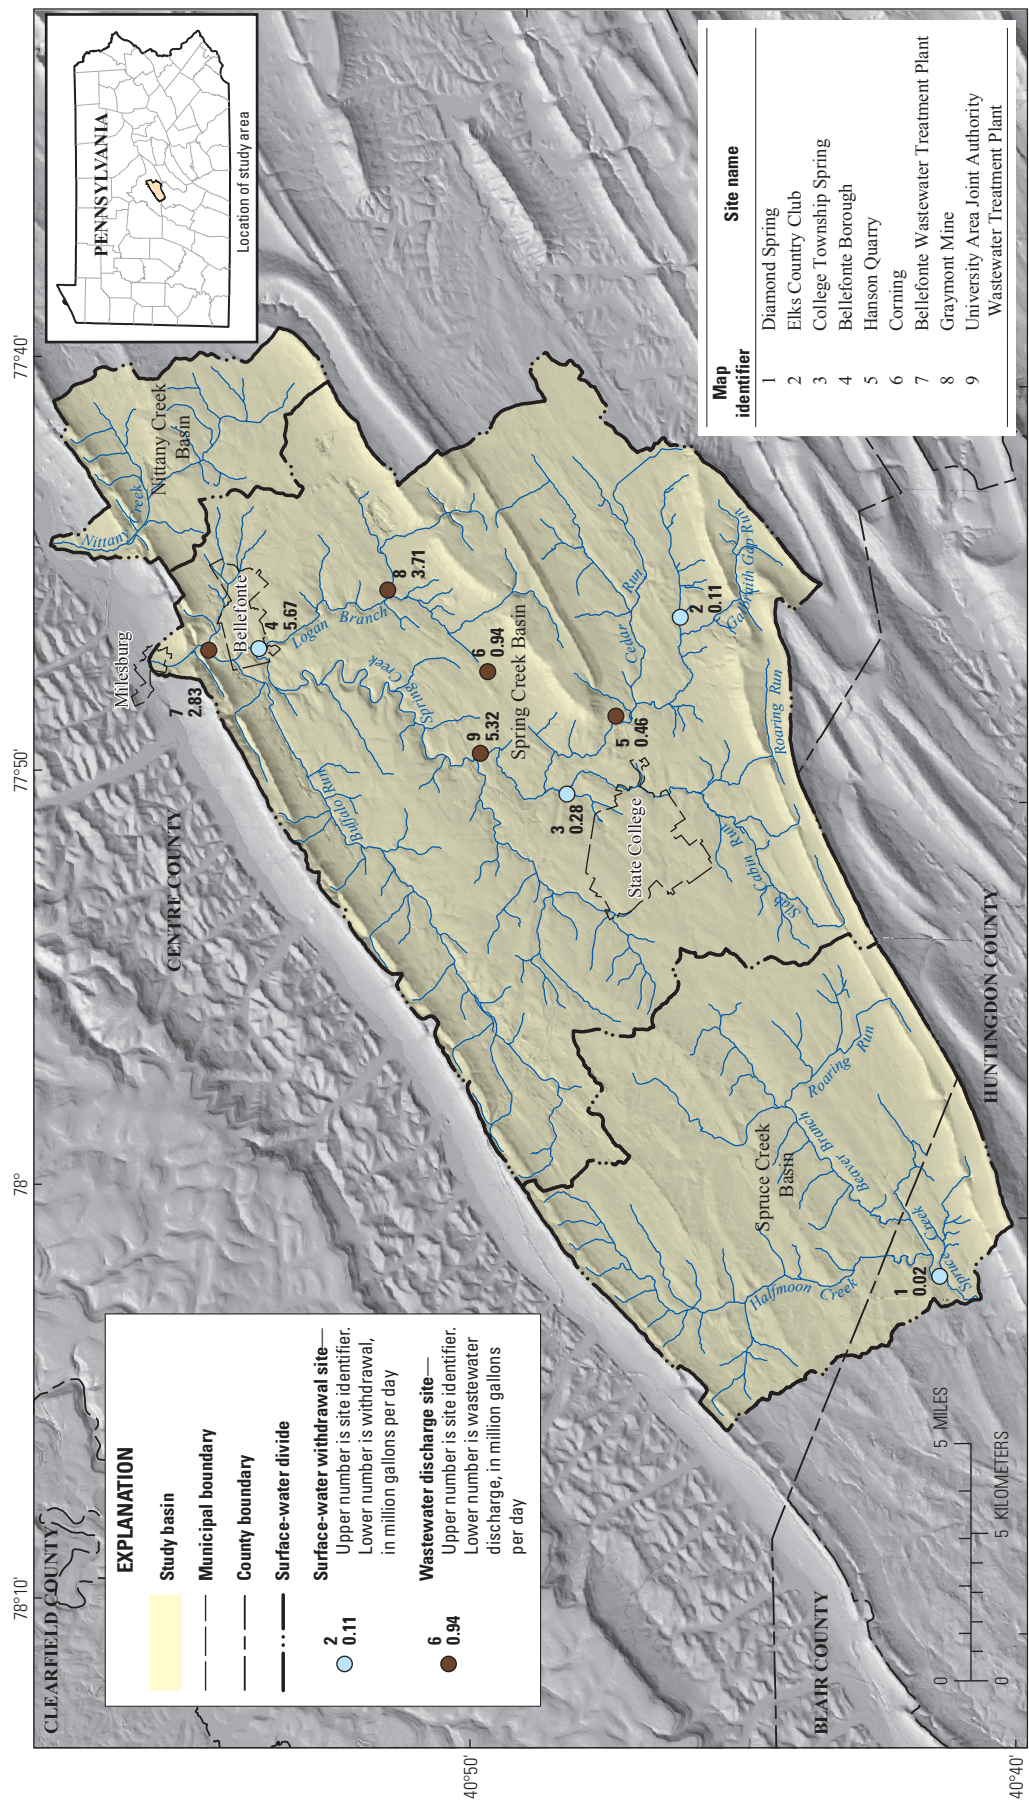 78°10'
78°
77°50'
77°40'
40°50'
40°40'
CLEARFIELD COUNTY
CENTRE COUNTY
BLAIR COUNTY
HUNTINGDON COUNTY
Milesburg
Bellefonte
State College
Nittany Creek
Basin
Nittany Creek
Spring Creek Basin
Spring Creek
Logan Branch
Buffalo Run
Cedar Run
Galbraith Gap Run
Roaring Run
Slab Cabin Run
Spruce Creek
Basin
Roaring Run
Beaver Branch
Halfmoon Creek
Spruce Creek
7
2.83
4
5.67
8
3.71
6
0.94
9
5.32
5
0.46
3
0.28
2
0.11
1
0.02
EXPLANATION
Study basin
Municipal boundary
County boundary
Surface-water divide
2
0.11
Surface-water withdrawal site—
Upper number is site identifier.
Lower number is withdrawal,
in million gallons per day
6
0.94
Wastewater discharge site—
Upper number is site identifier.
Lower number is wastewater
discharge, in million gallons
per day
0 5 MILES
0 5 KILOMETERS
PENNSYLVANIA
Location of study area
Map
identifier Site name
1 Diamond Spring
2 Elks Country Club
3 College Township Spring
4 Bellefonte Borough
5 Hanson Quarry
6 Corning
7 Bellefonte Wastewater Treatment Plant
8 Graymont Mine
9 University Area Joint Authority
Wastewater Treatment Plant